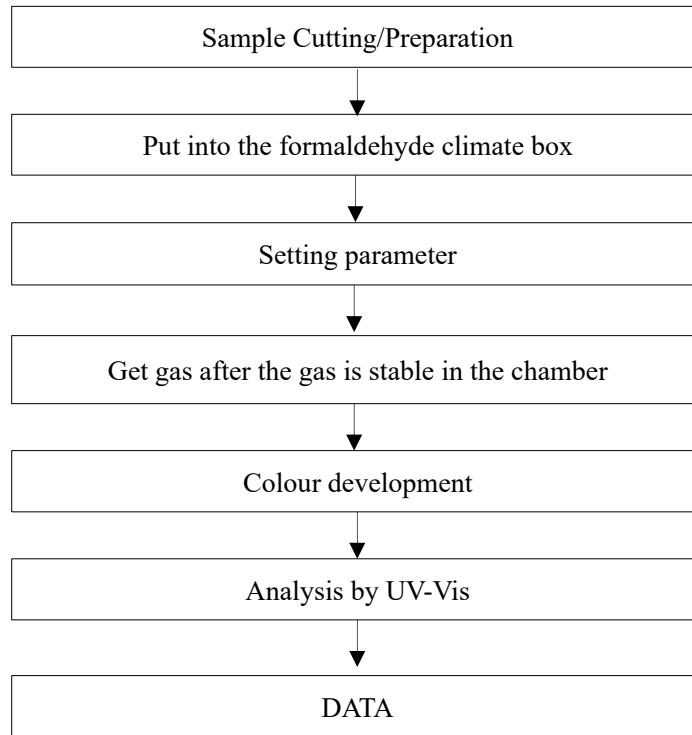 Sample Cutting/Preparation
Put into the formaldehyde climate box
Setting parameter
Get gas after the gas is stable in the chamber
Colour development
Analysis by UV-Vis
DATA